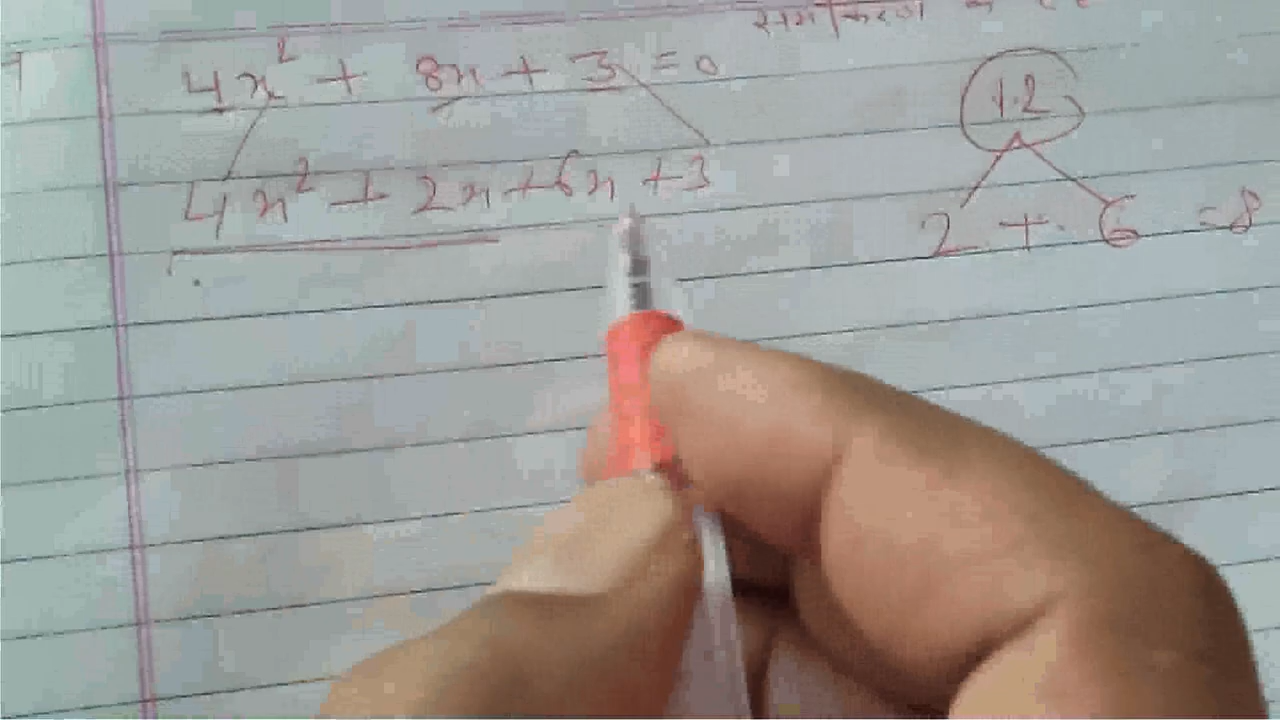 4x² + 8x + 3 = 0
4x² + 2x + 6x + 3
12
2 + 6 = 8